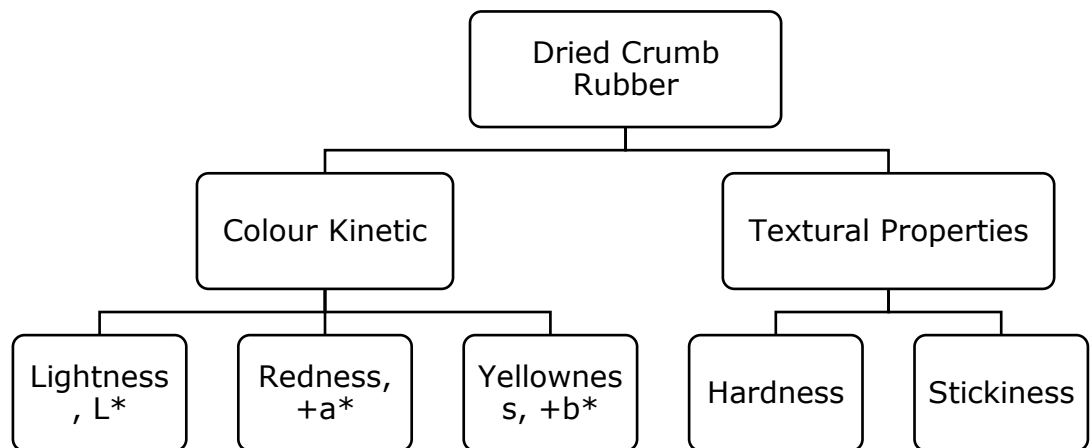 Dried Crumb
Rubber
Colour Kinetic
Textural Properties
Lightness
, L*
Redness,
+a*
Yellownes
s, +b*
Hardness
Stickiness